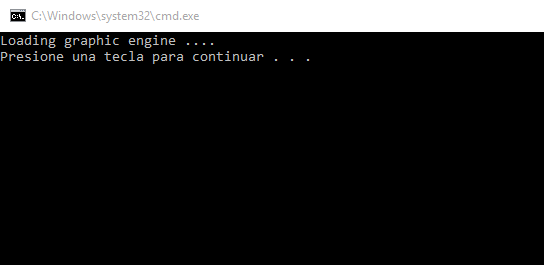 C:\Windows\system32\cmd.exe
Loading graphic engine ....
Presione una tecla para continuar . . .